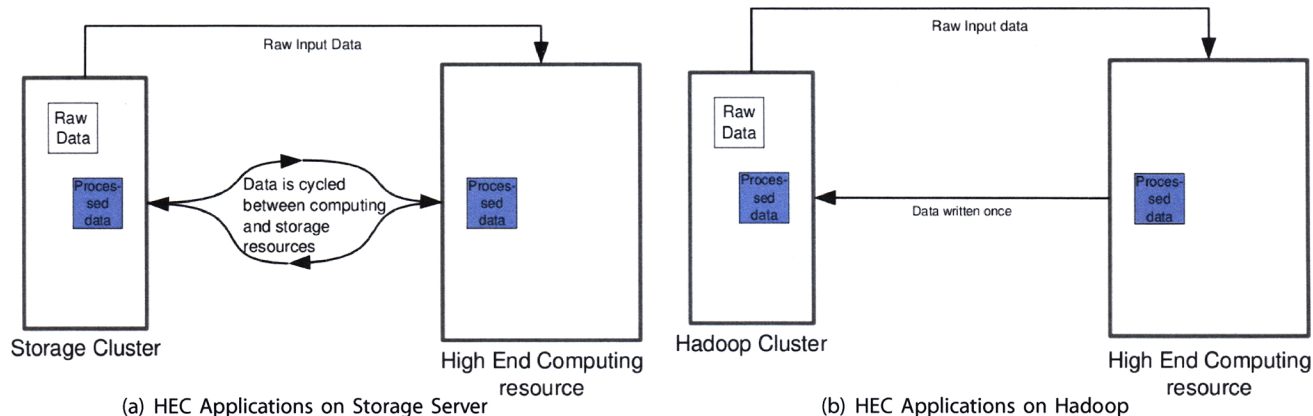 Raw Input Data
Raw
Data
Proces-
sed
data
Data is cycled
between computing
and storage
resources
Proces-
sed
data
Storage Cluster
High End Computing
resource
(a) HEC Applications on Storage Server
Raw Input data
Raw
Data
Proces-
sed
data
Data written once
Proces-
sed
data
Hadoop Cluster
High End Computing
resource
(b) HEC Applications on Hadoop